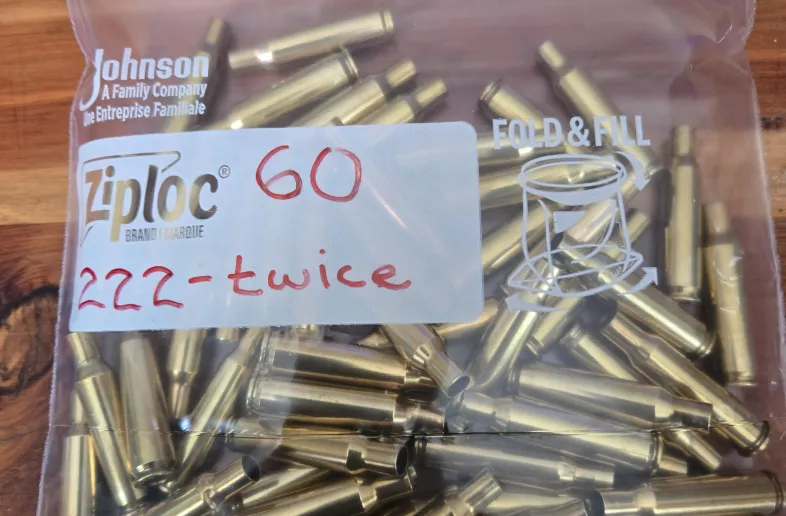 Johnson
A Family Company
Une Entreprise Familiale
FOLD & FILL
Ziploc®
BRAND | MARQUE
60
222-twice